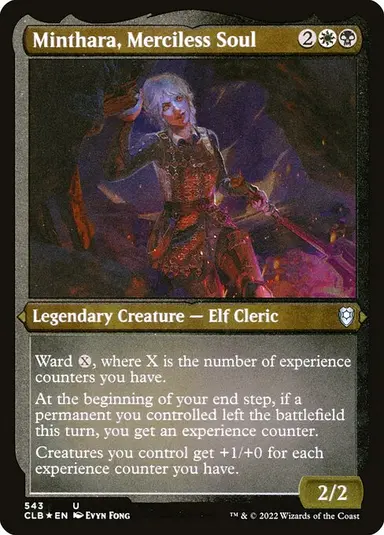 Minthara, Merciless Soul 2
Legendary Creature — Elf Cleric
Ward X, where X is the number of experience
counters you have.
At the beginning of your end step, if a
permanent you controlled left the battlefield
this turn, you get an experience counter.
Creatures you control get +1/+0 for each
experience counter you have.
2/2
543 U
CLB★EN Evyn Fong ™ & © 2022 Wizards of the Coast